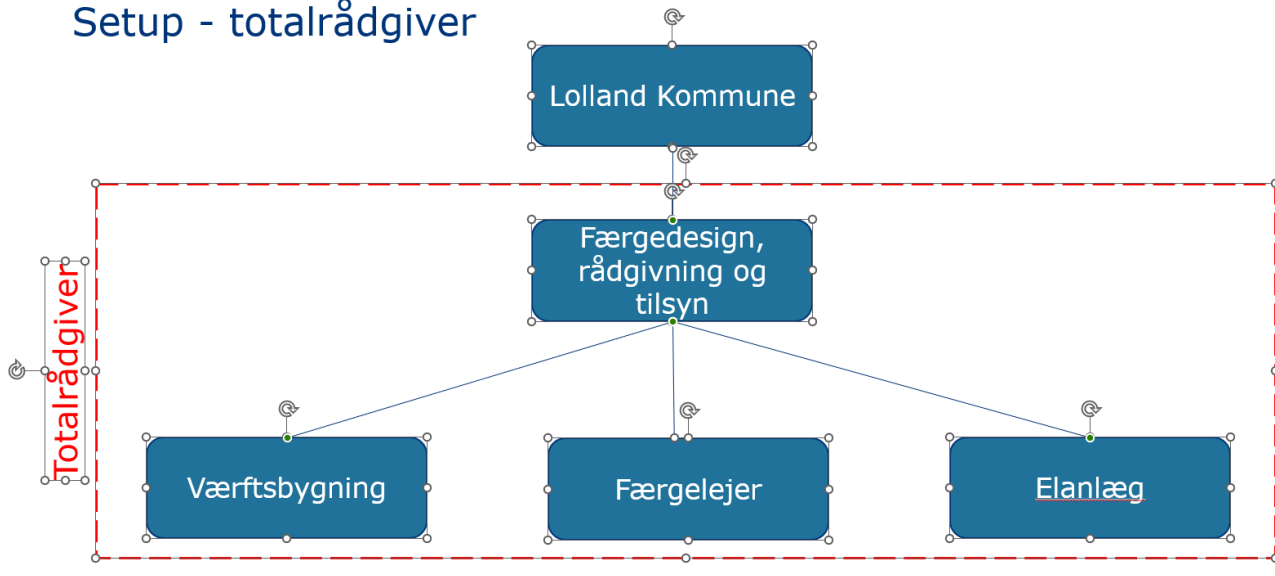 Setup - totalrådgiver
Lolland Kommune
Færgedesign,
rådgivning og
tilsyn
Totalrådgiver
Værftsbygning
Færgelejer
Elanlæg